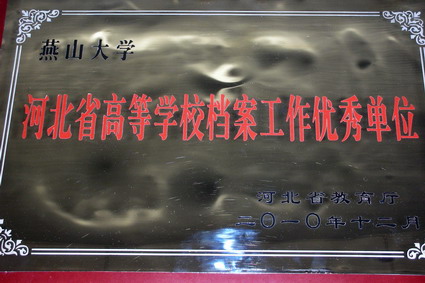 燕山大学
河北省高等学校档案工作优秀单位
河北省教育厅
二〇一〇年十二月